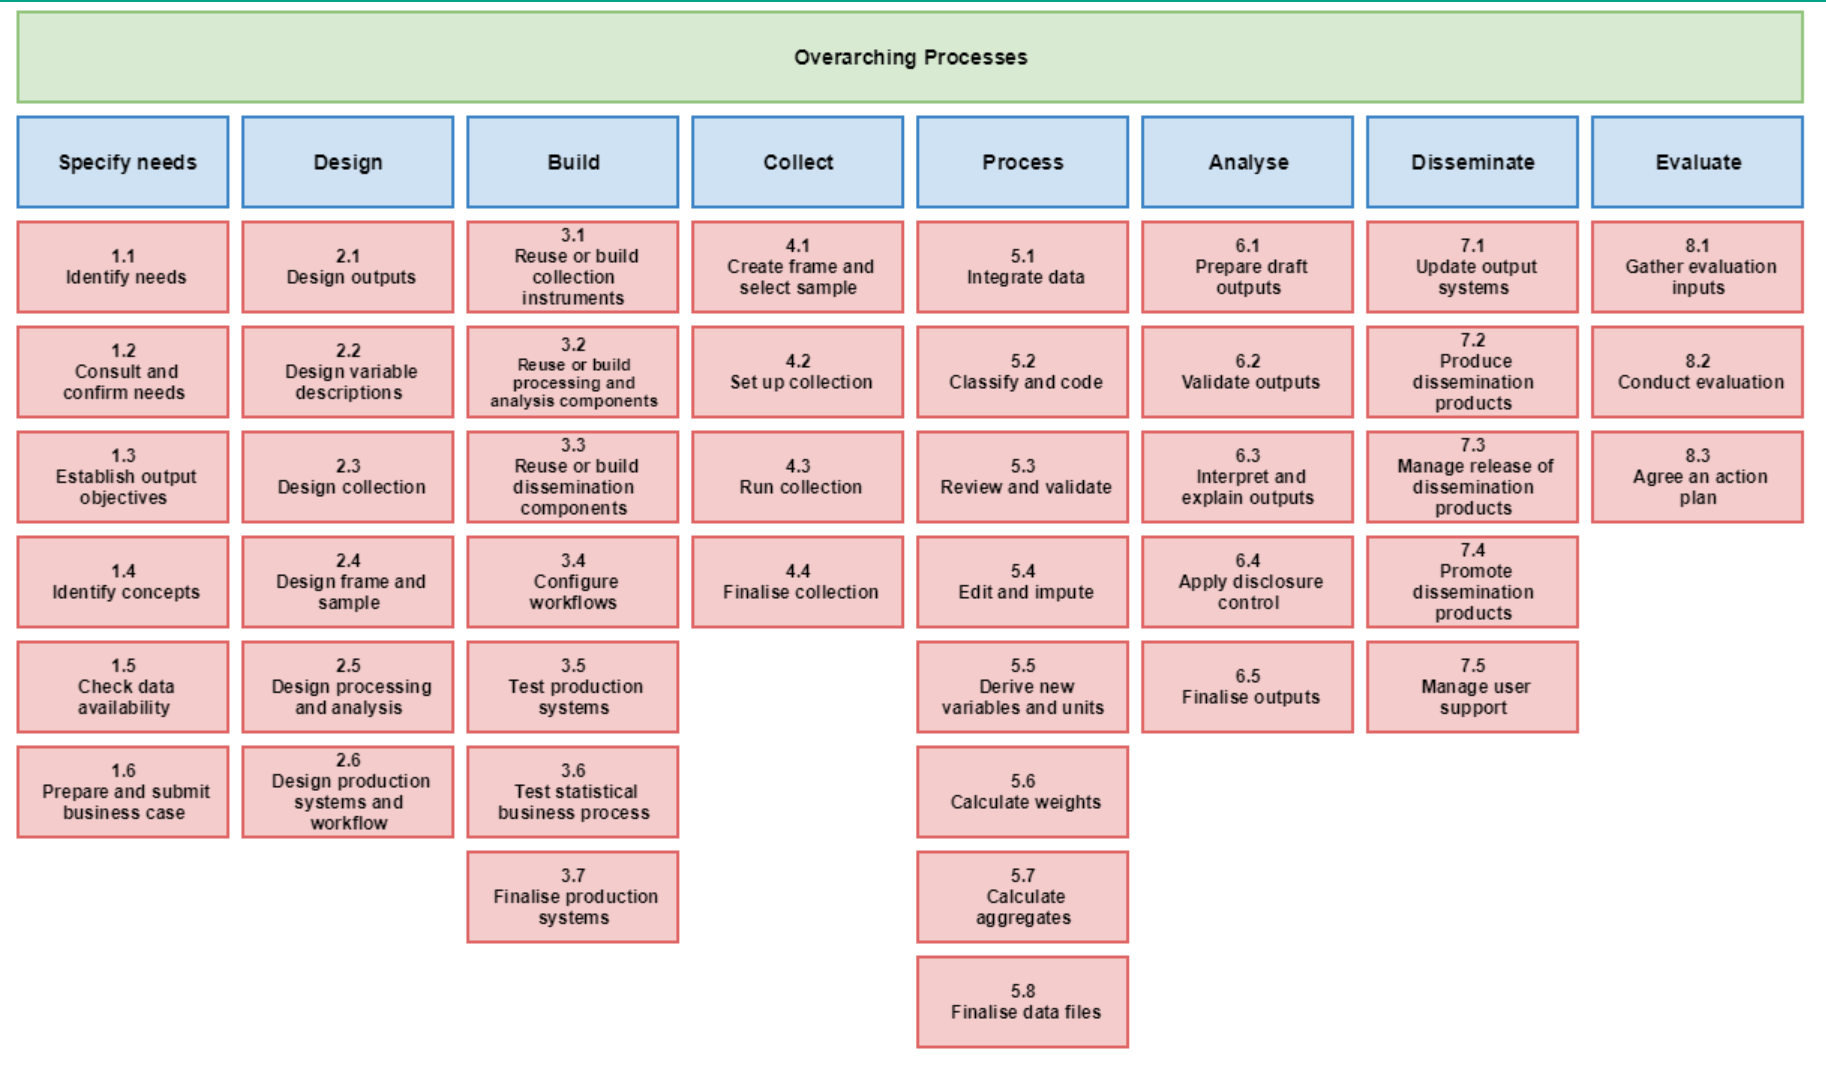 Overarching Processes
Specify needs
Design
Build
Collect
Process
Analyse
Disseminate
Evaluate
1.1
Identify needs
1.2
Consult and
confirm needs
1.3
Establish output
objectives
1.4
Identify concepts
1.5
Check data
availability
1.6
Prepare and submit
business case
2.1
Design outputs
2.2
Design variable
descriptions
2.3
Design collection
2.4
Design frame and
sample
2.5
Design processing
and analysis
2.6
Design production
systems and
workflow
3.1
Reuse or build
collection
instruments
3.2
Reuse or build
processing and
analysis components
3.3
Reuse or build
dissemination
components
3.4
Configure
workflows
3.5
Test production
systems
3.6
Test statistical
business process
3.7
Finalise production
systems
4.1
Create frame and
select sample
4.2
Set up collection
4.3
Run collection
4.4
Finalise collection
5.1
Integrate data
5.2
Classify and code
5.3
Review and validate
5.4
Edit and impute
5.5
Derive new
variables and units
5.6
Calculate weights
5.7
Calculate
aggregates
5.8
Finalise data files
6.1
Prepare draft
outputs
6.2
Validate outputs
6.3
Interpret and
explain outputs
6.4
Apply disclosure
control
6.5
Finalise outputs
7.1
Update output
systems
7.2
Produce
dissemination
products
7.3
Manage release of
dissemination
products
7.4
Promote
dissemination
products
7.5
Manage user
support
8.1
Gather evaluation
inputs
8.2
Conduct evaluation
8.3
Agree an action
plan